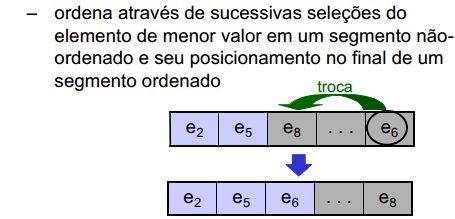 – ordena através de sucessivas seleções do
elemento de menor valor em um segmento não-
ordenado e seu posicionamento no final de um
segmento ordenado
troca
e2 e5 e8 . . . e6
e2 e5 e6 . . . e8